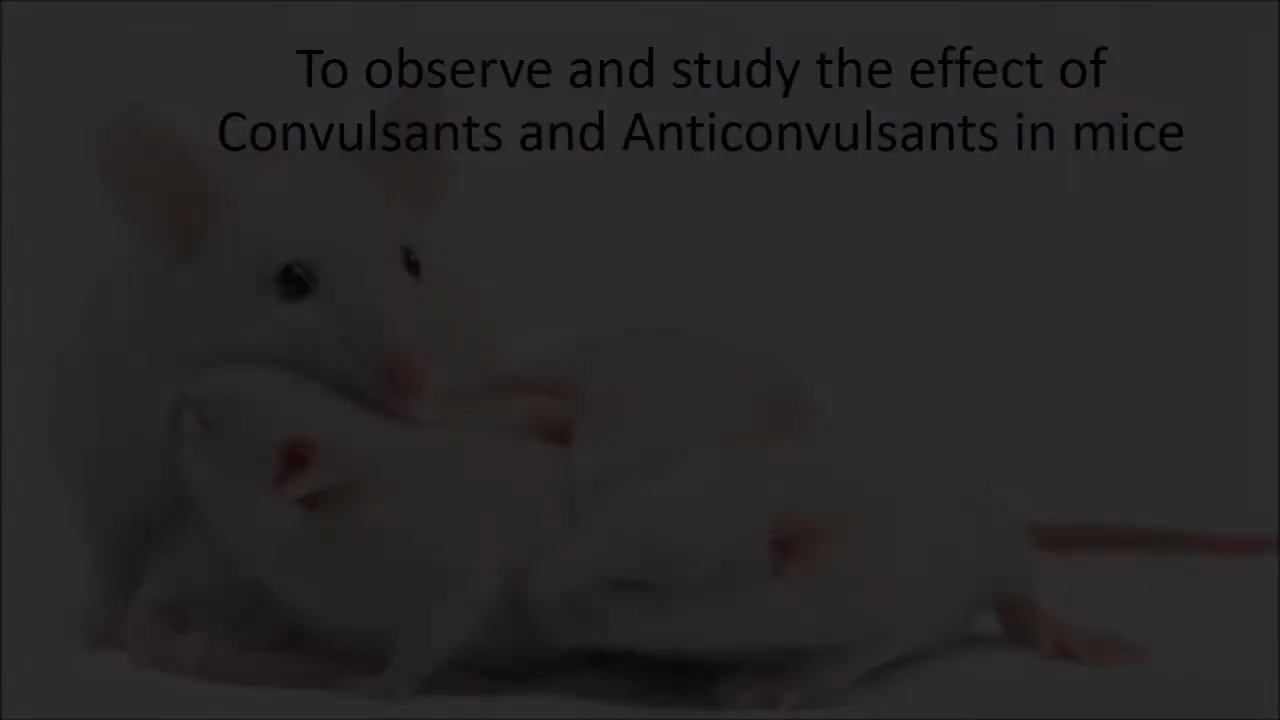 To observe and study the effect of
Convulsants and Anticonvulsants in mice